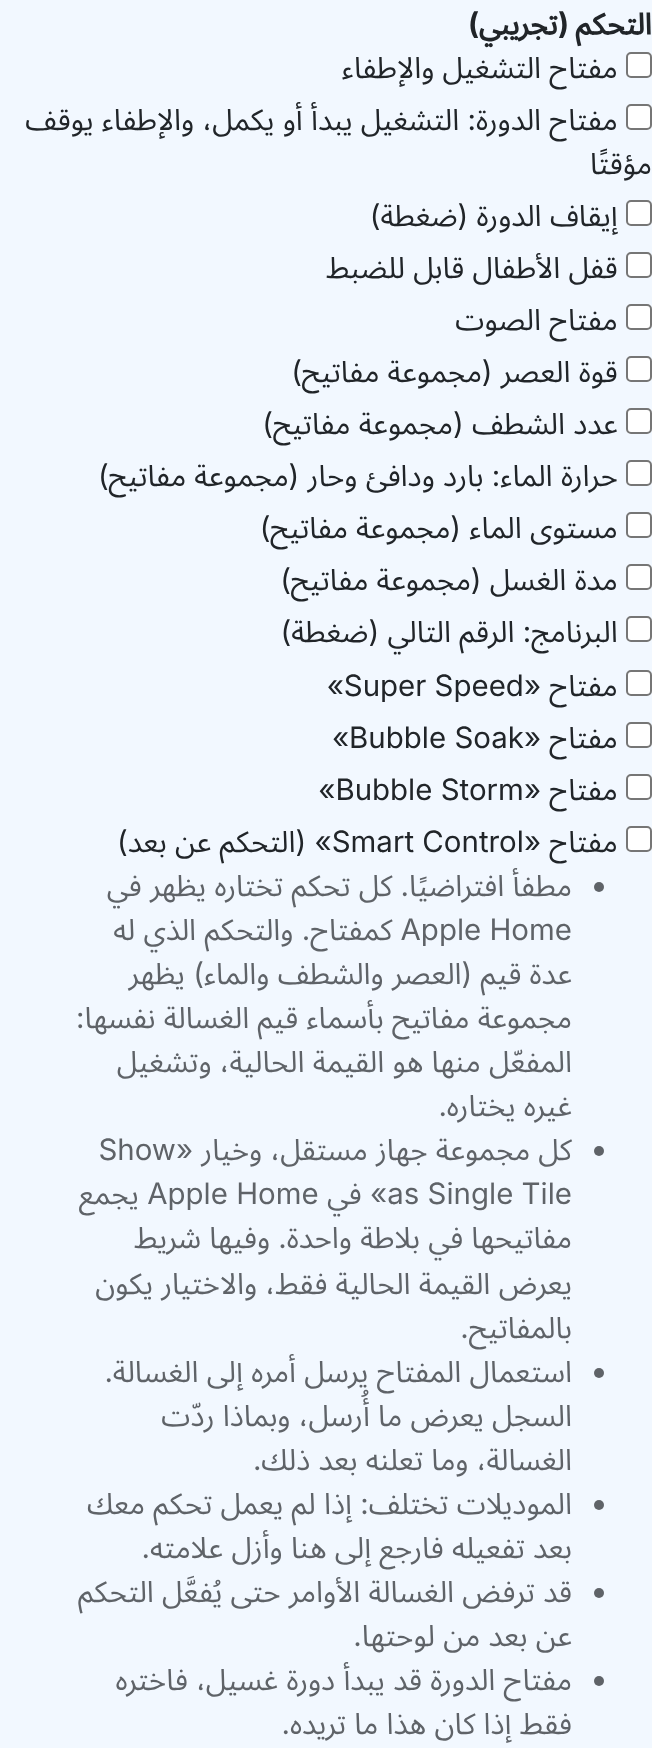 التحكم (تجريبي)
مفتاح التشغيل والإطفاء
مفتاح الدورة: التشغيل يبدأ أو يكمل، والإطفاء يوقف
مؤقتًا
إيقاف الدورة (ضغطة)
قفل الأطفال قابل للضبط
مفتاح الصوت
قوة العصر (مجموعة مفاتيح)
عدد الشطف (مجموعة مفاتيح)
حرارة الماء: بارد ودافئ وحار (مجموعة مفاتيح)
مستوى الماء (مجموعة مفاتيح)
مدة الغسل (مجموعة مفاتيح)
البرنامج: الرقم التالي (ضغطة)
مفتاح «Super Speed»
مفتاح «Bubble Soak»
مفتاح «Bubble Storm»
مفتاح «Smart Control» (التحكم عن بعد)
• مطفأ افتراضيًا. كل تحكم تختاره يظهر في
Apple Home كمفتاح. والتحكم الذي له
عدة قيم (العصر والشطف والماء) يظهر
مجموعة مفاتيح بأسماء قيم الغسالة نفسها:
المفعّل منها هو القيمة الحالية، وتشغيل
غيره يختاره.
• كل مجموعة جهاز مستقل، وخيار «Show
as Single Tile» في Apple Home يجمع
مفاتيحها في بلاطة واحدة. وفيها شريط
يعرض القيمة الحالية فقط، والاختيار يكون
بالمفاتيح.
• استعمال المفتاح يرسل أمره إلى الغسالة.
السجل يعرض ما أُرسل، وبماذا ردّت
الغسالة، وما تعلنه بعد ذلك.
• الموديلات تختلف: إذا لم يعمل تحكم معك
بعد تفعيله فارجع إلى هنا وأزل علامته.
• قد ترفض الغسالة الأوامر حتى يُفعَّل التحكم
عن بعد من لوحتها.
• مفتاح الدورة قد يبدأ دورة غسيل، فاختره
فقط إذا كان هذا ما تريده.